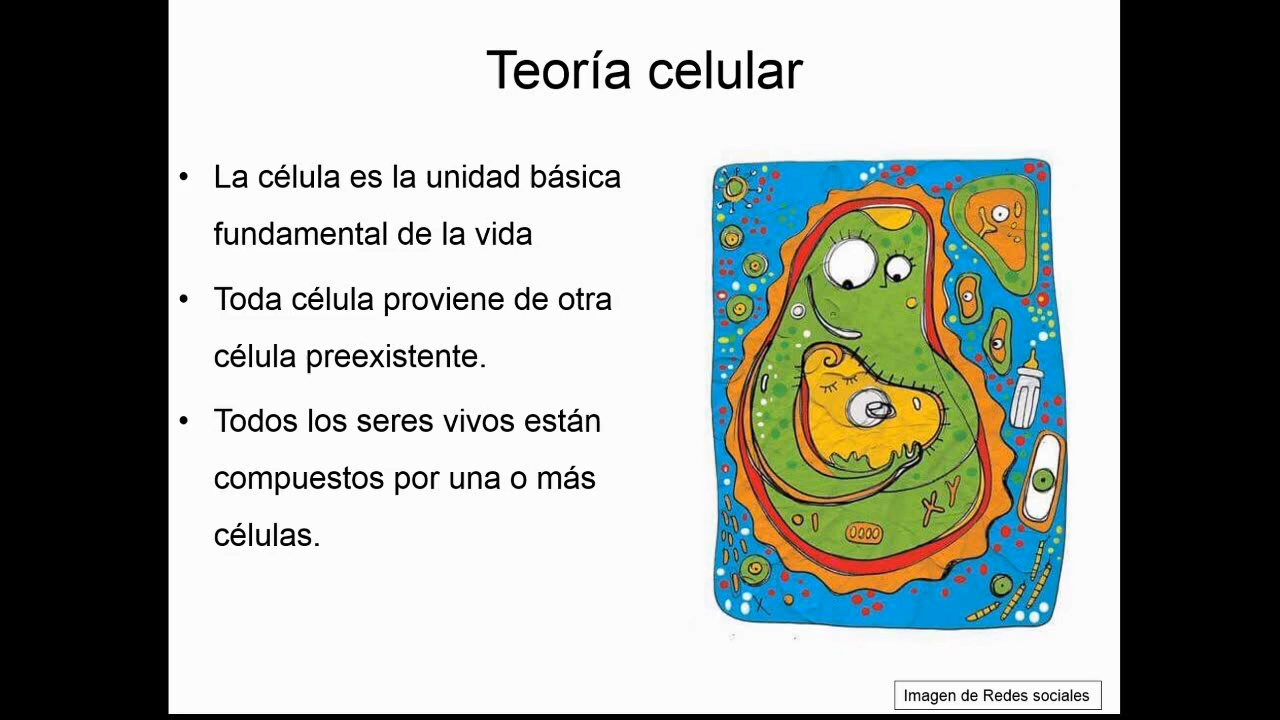 Teoría celular
• La célula es la unidad básica
fundamental de la vida
• Toda célula proviene de otra
célula preexistente.
• Todos los seres vivos están
compuestos por una o más
células.
Imagen de Redes sociales